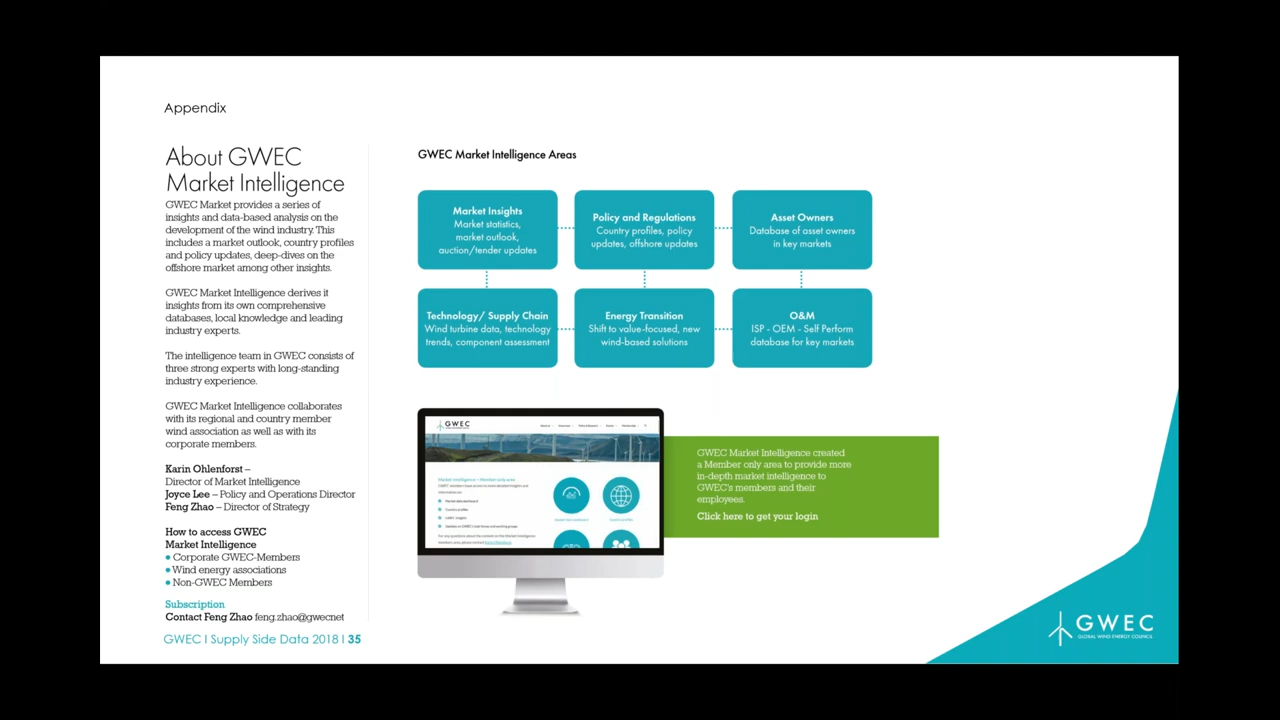 Appendix
About GWEC
Market Intelligence
GWEC Market provides a series of
insights and data-based analysis on the
development of the wind industry. This
includes a market outlook, country profiles
and policy updates, deep-dives on the
offshore market among other insights.
GWEC Market Intelligence derives it
insights from its own comprehensive
databases, local knowledge and leading
industry experts.
The intelligence team in GWEC consists of
three strong experts with long-standing
industry experience.
GWEC Market Intelligence collaborates
with its regional and country member
wind association as well as with its
corporate members.
Karin Ohlenforst –
Director of Market Intelligence
Joyce Lee – Policy and Operations Director
Feng Zhao – Director of Strategy
How to access GWEC
Market Intelligence
• Corporate GWEC-Members
• Wind energy associations
• Non-GWEC Members
Subscription
Contact Feng Zhao feng.zhao@gwecnet
GWEC I Supply Side Data 2018 I 35
GWEC Market Intelligence Areas
Market Insights
Market statistics,
market outlook,
auction/tender updates
Policy and Regulations
Country profiles, policy
updates, offshore updates
Asset Owners
Database of asset owners
in key markets
Technology/ Supply Chain
Wind turbine data, technology
trends, component assessment
Energy Transition
Shift to value-focused, new
wind-based solutions
O&M
ISP - OEM - Self Perform
database for key markets
GWEC
Market Intelligence – Member-only area
GWEC Market Intelligence created
a Member only area to provide more
in-depth market intelligence to
GWEC's members and their
employees.
Click here to get your login
GWEC
GLOBAL WIND ENERGY COUNCIL